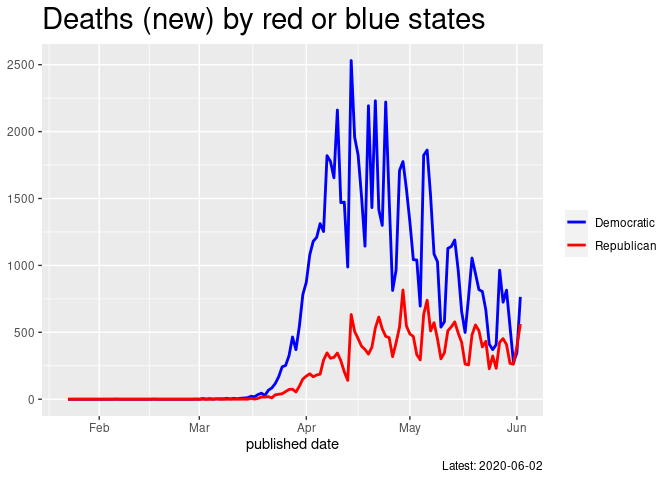 Deaths (new) by red or blue states
2500
2000
1500
1000
500
0
Feb
Mar
Apr
May
Jun
published date
Democratic
Republican
Latest: 2020-06-02